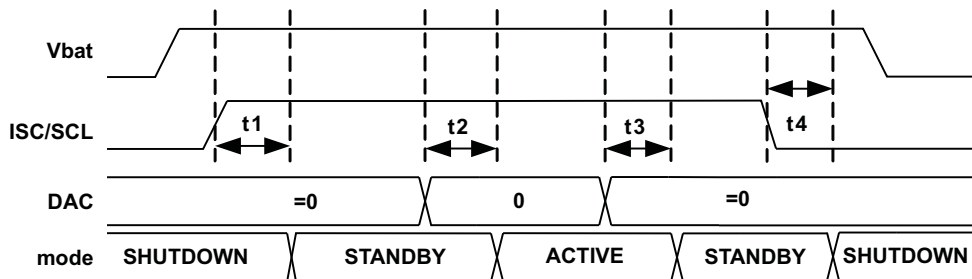 Vbat
ISC/SCL
t1
t2
t3
t4
DAC
=0
0
=0
mode
SHUTDOWN
STANDBY
ACTIVE
STANDBY
SHUTDOWN